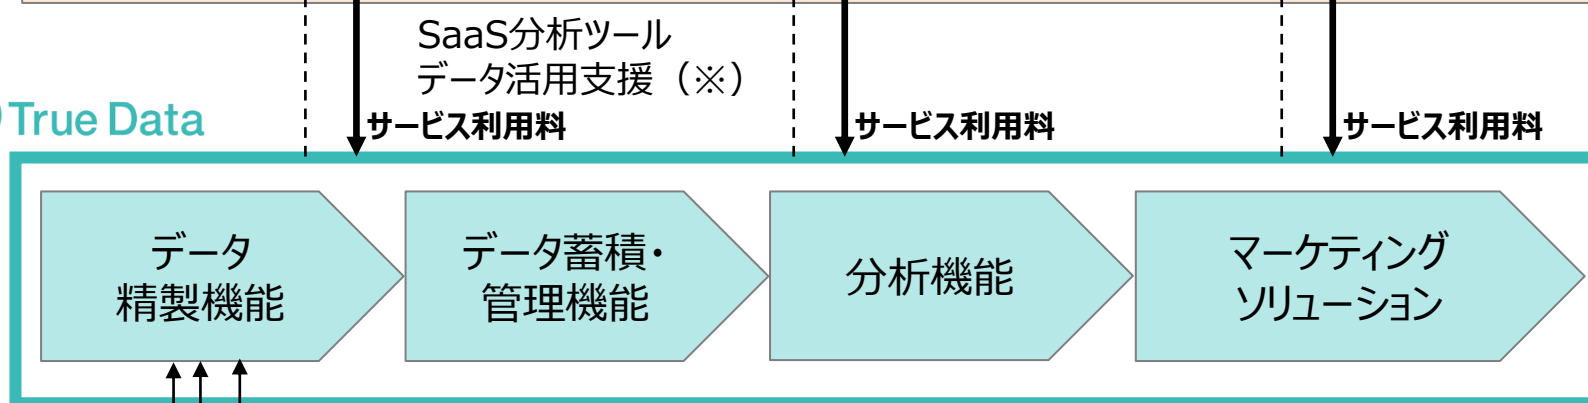 SaaS分析ツール
データ活用支援（※）
True Data
サービス利用料
サービス利用料
サービス利用料
データ
精製機能
データ蓄積・
管理機能
分析機能
マーケティング
ソリューション